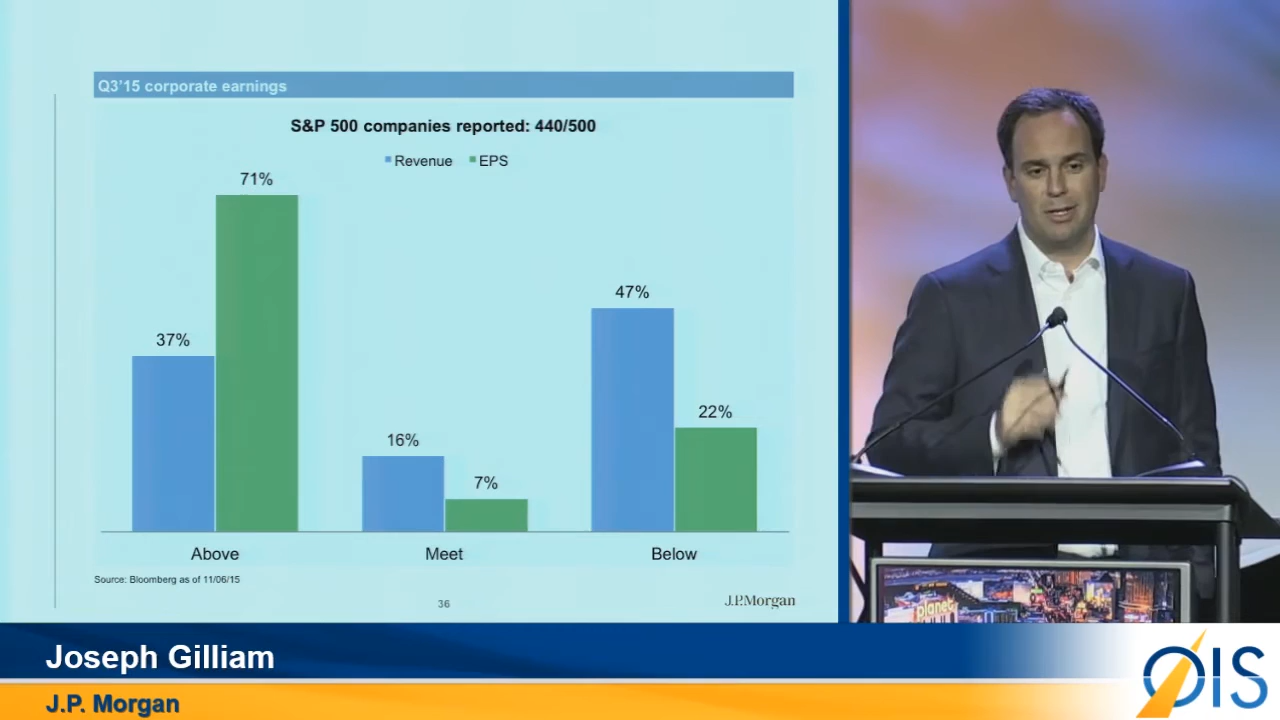 Q3'15 corporate earnings
S&P 500 companies reported: 440/500
Revenue EPS
71%
37%
47%
22%
16%
7%
Above Meet Below
Source: Bloomberg as of 11/06/15
36
J.P.Morgan
planet
Joseph Gilliam
J.P. Morgan
OIS